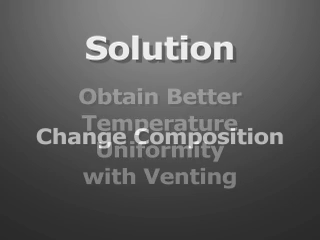 Solution
Obtain Better
Temperature
Change Composition
Uniformity
with Venting